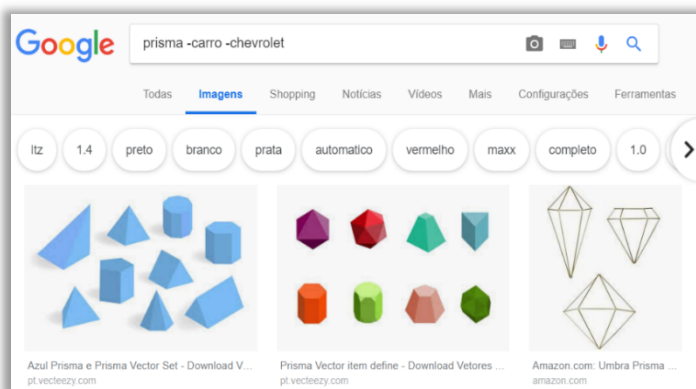 Google
prisma -carro -chevrolet
Todas Imagens Shopping Notícias Vídeos Mais Configurações Ferramentas
ltz 1.4 preto branco prata automatico vermelho maxx completo 1.0
Azul Prisma e Prisma Vector Set - Download V... Prisma Vector item define - Download Vetores ... Amazon.com: Umbra Prisma ...
pt.vecteezy.com pt.vecteezy.com amazon.com